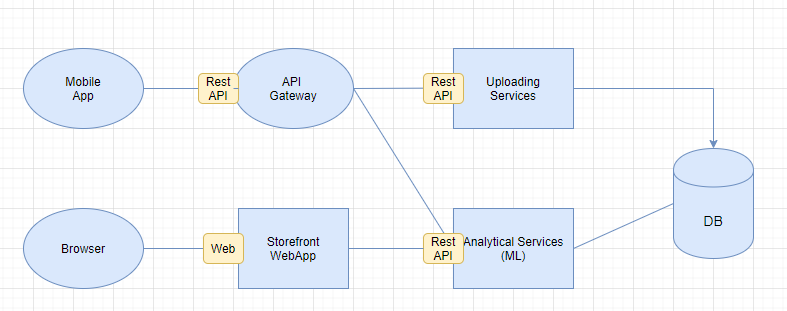 Mobile
App
Rest
API
API
Gateway
Rest
API
Uploading
Services
Browser
Web
Storefront
WebApp
Rest
API
Analytical Services
(ML)
DB